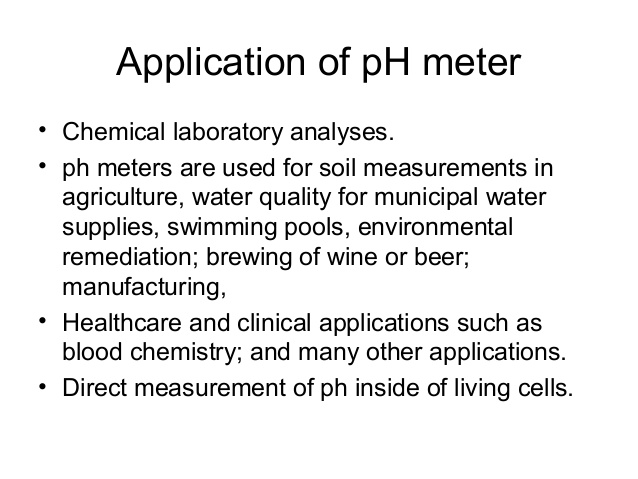 Application of pH meter
• Chemical laboratory analyses.
• ph meters are used for soil measurements in
agriculture, water quality for municipal water
supplies, swimming pools, environmental
remediation; brewing of wine or beer;
manufacturing,
• Healthcare and clinical applications such as
blood chemistry; and many other applications.
• Direct measurement of ph inside of living cells.